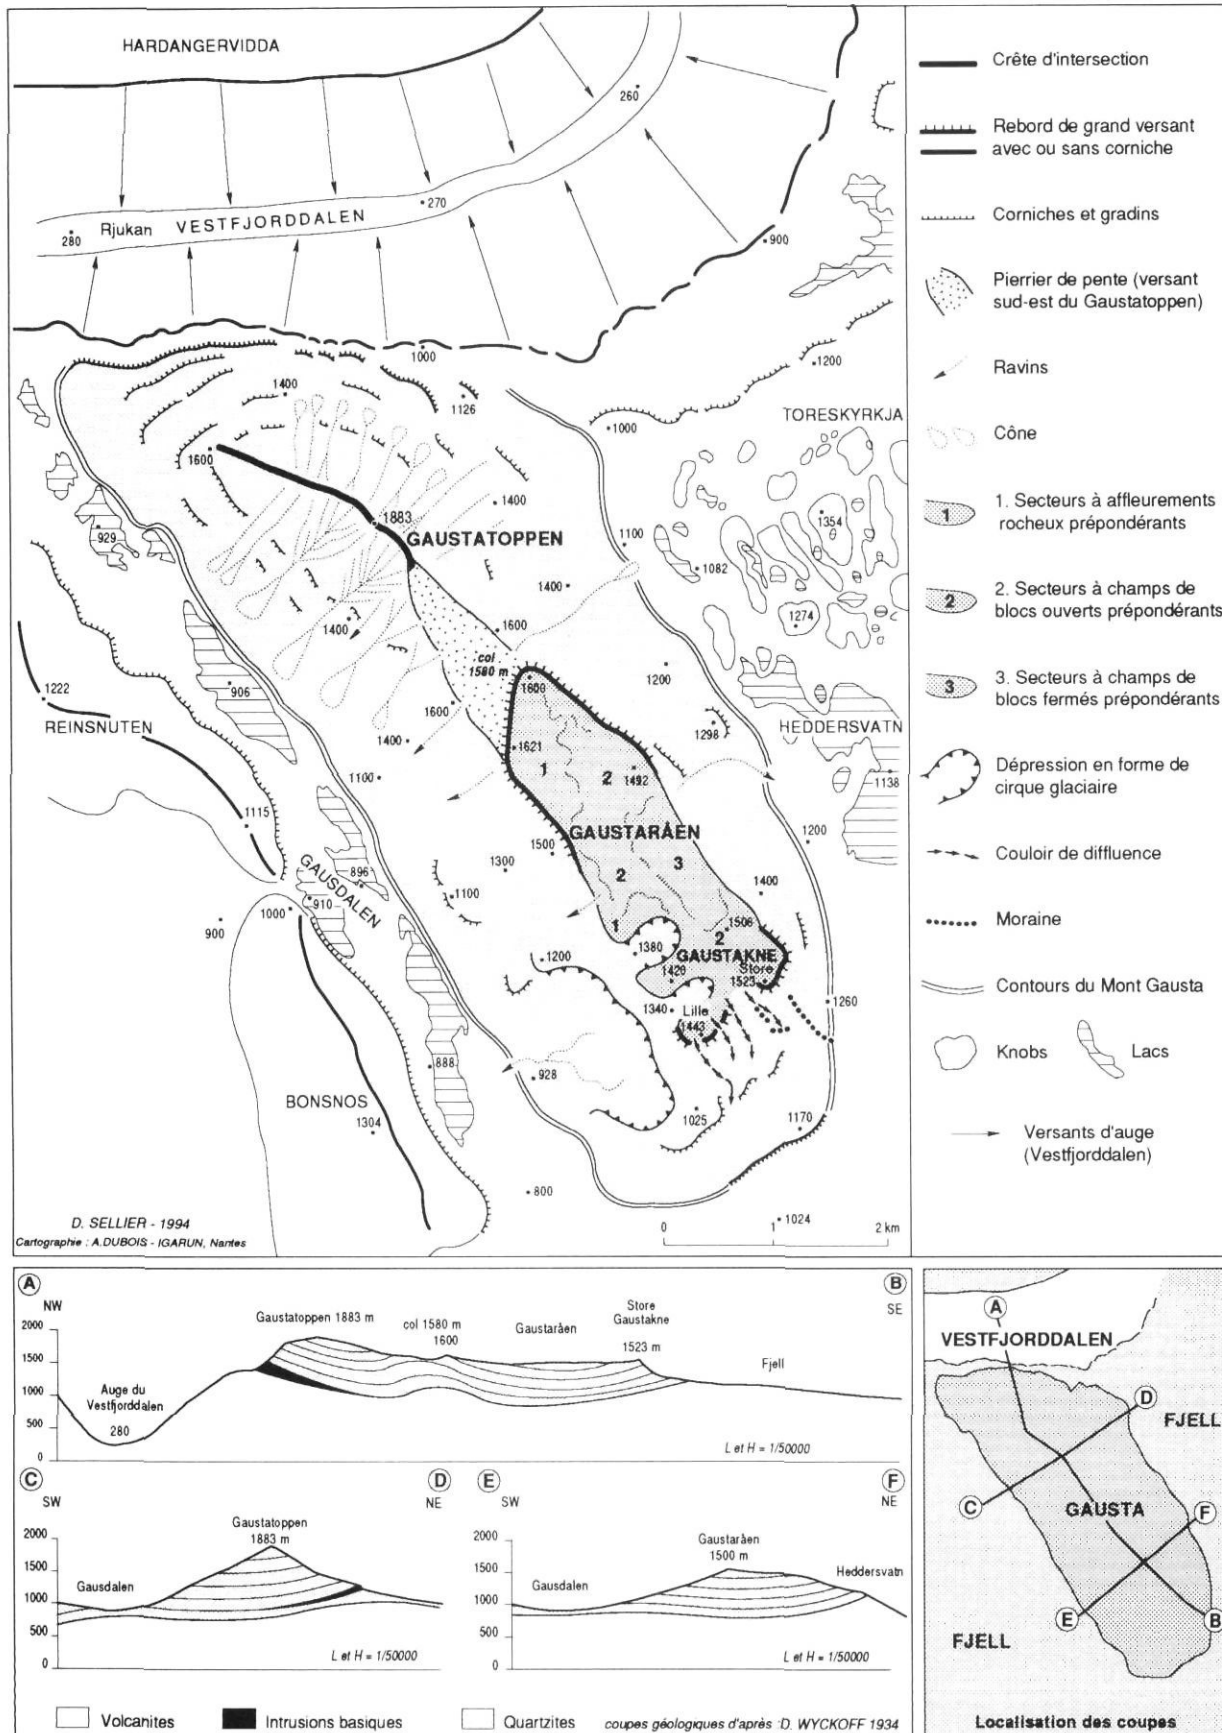 HARDANGERVIDDA
260
270
Rjukan VESTFJORDDALEN
280
900
1000
1200
1400
1126
TORESKYRKJA
1000
1600
1400
1883
GAUSTATOPPEN
1354
1100
929
1082
1400
1274
1400
1600
col
1580 m
1200
906
1600
1222
REINSNUTEN
1600
1298
HEDDERSVATN
1400
1621
1
2
1492
1100
1138
1115
GAUSTARÅEN
1200
1500
3
1300
2
GAUSDALEN
896
1100
1400
910
1000
900
1
1506
2
1380
GAUSTAKNE
1200
1420
Store
1523
1340
Lille
1443
1260
888
928
BONSNOS
1304
1025
1170
800
1024
D. SELLIER - 1994
Cartographie : A.DUBOIS - IGARUN, Nantes
0 1 2 km
Crête d'intersection
Rebord de grand versant
avec ou sans corniche
Corniches et gradins
Pierrier de pente (versant
sud-est du Gaustatoppen)
Ravins
Cône
1
1. Secteurs à affleurements
rocheux prépondérants
2
2. Secteurs à champs de
blocs ouverts prépondérants
3
3. Secteurs à champs de
blocs fermés prépondérants
Dépression en forme de
cirque glaciaire
Couloir de diffluence
Moraine
Contours du Mont Gausta
Knobs
Lacs
Versants d'auge
(Vestfjorddalen)
A
B
NW
SE
Gaustatoppen 1883 m
col 1580 m
1600
Gaustaråen
Store
Gaustakne
1523 m
Fjell
2000
1500
1000
500
0
Auge du
Vestfjorddalen
280
L et H = 1/50000
C
D
SW
NE
Gaustatoppen
1883 m
2000
1500
1000
500
0
Gausdalen
L et H = 1/50000
E
F
SW
NE
Gaustaråen
1500 m
2000
1500
1000
500
0
Gausdalen
Heddersvatn
L et H = 1/50000
Volcanites
Intrusions basiques
Quartzites
coupes géologiques d'après :D. WYCKOFF 1934
A
VESTFJORDDALEN
D
FJELL
C
GAUSTA
F
E
B
FJELL
Localisation des coupes